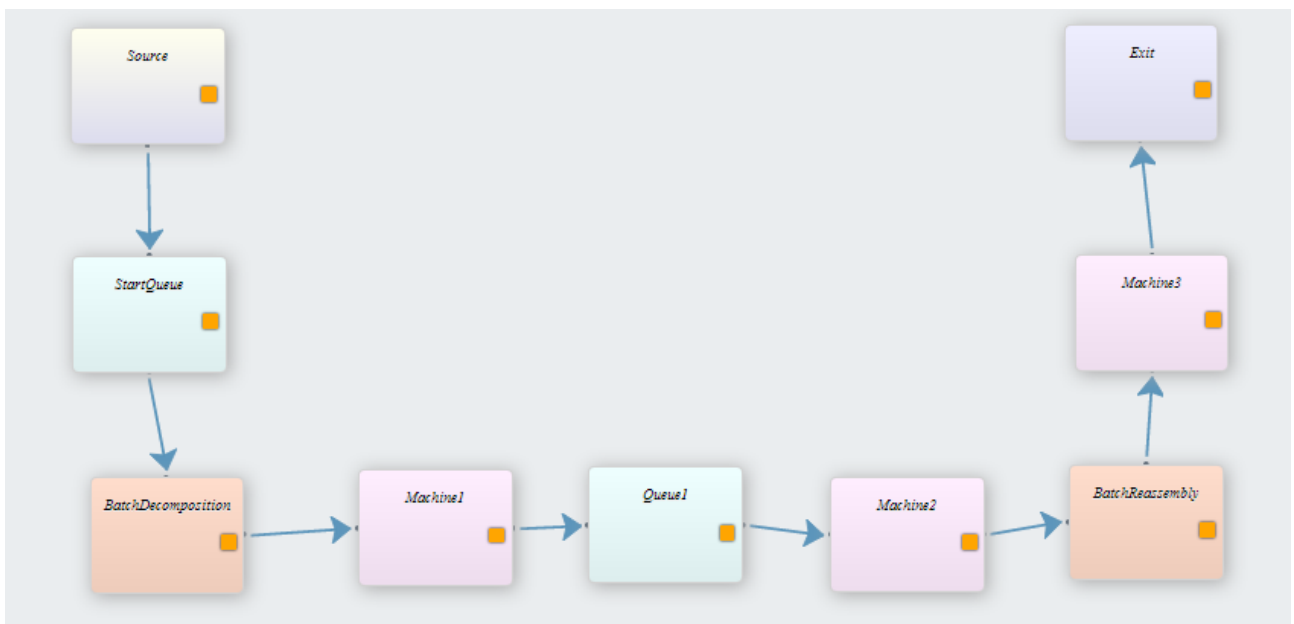 Source
Exit
StartQueue
Machine3
BatchDecomposition
Machine1
Queue1
Machine2
BatchReassembly